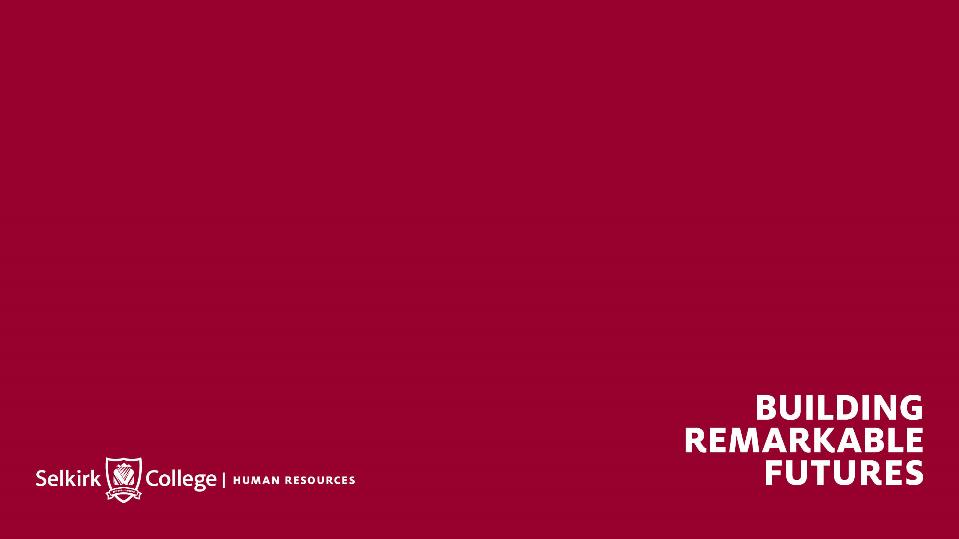 BUILDING
REMARKABLE
FUTURES
Selkirk College | HUMAN RESOURCES